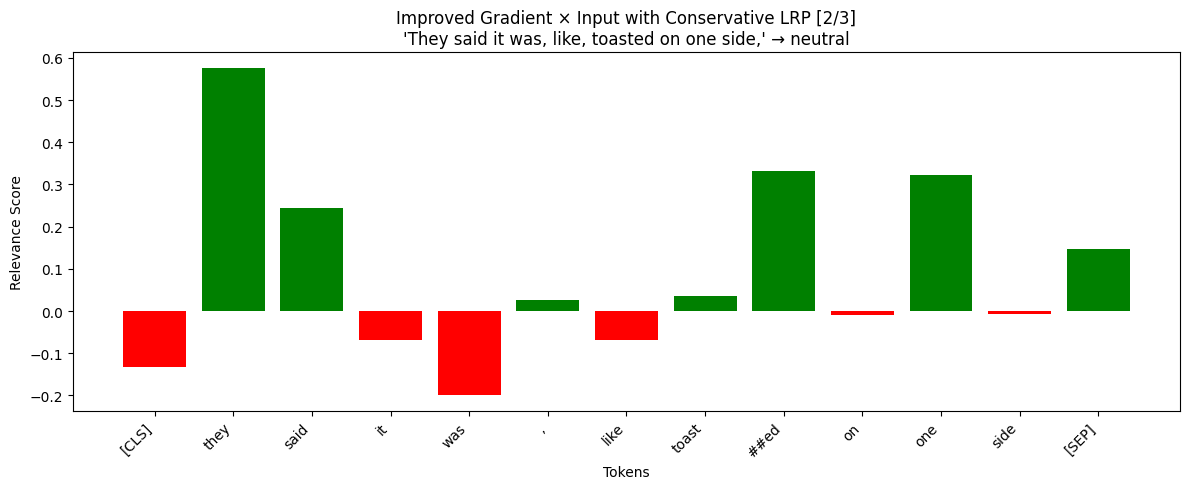 Improved Gradient × Input with Conservative LRP [2/3]
'They said it was, like, toasted on one side,' → neutral
Relevance Score
0.6
0.5
0.4
0.3
0.2
0.1
0.0
−0.1
−0.2
[CLS]
they
said
it
was
,
like
toast
##ed
on
one
side
[SEP]
Tokens